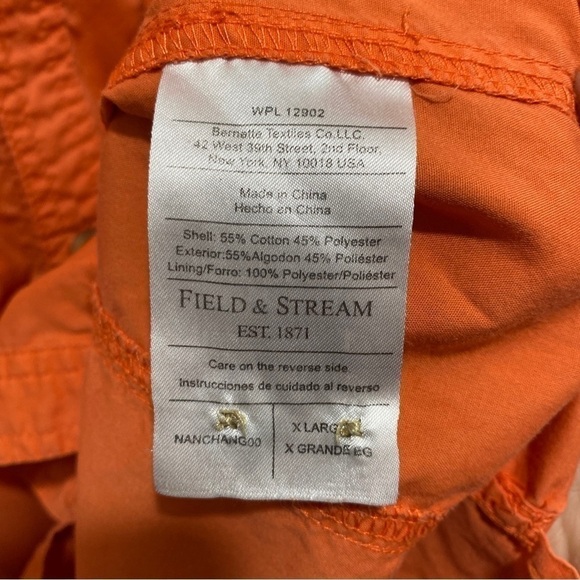 WPL 12902
Bernette Textiles Co.LLC.
42 West 39th Street, 2nd Floor,
New York, NY 10018 USA
Made in China
Hecho en China
Shell: 55% Cotton 45% Polyester
Exterior:55%Algodon 45% Poliéster
Lining/Forro: 100% Polyester/Poliéster
FIELD & STREAM
EST. 1871
Care on the reverse side.
Instrucciones de cuidado al reverso
NANCHANG00
X LARGE
X GRANDE EG